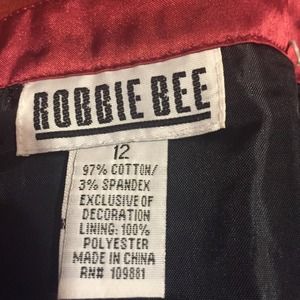 ROBBIE BEE
12
97% COTTON/
3% SPANDEX
EXCLUSIVE OF
DECORATION
LINING: 100%
POLYESTER
MADE IN CHINA
RN# 109881